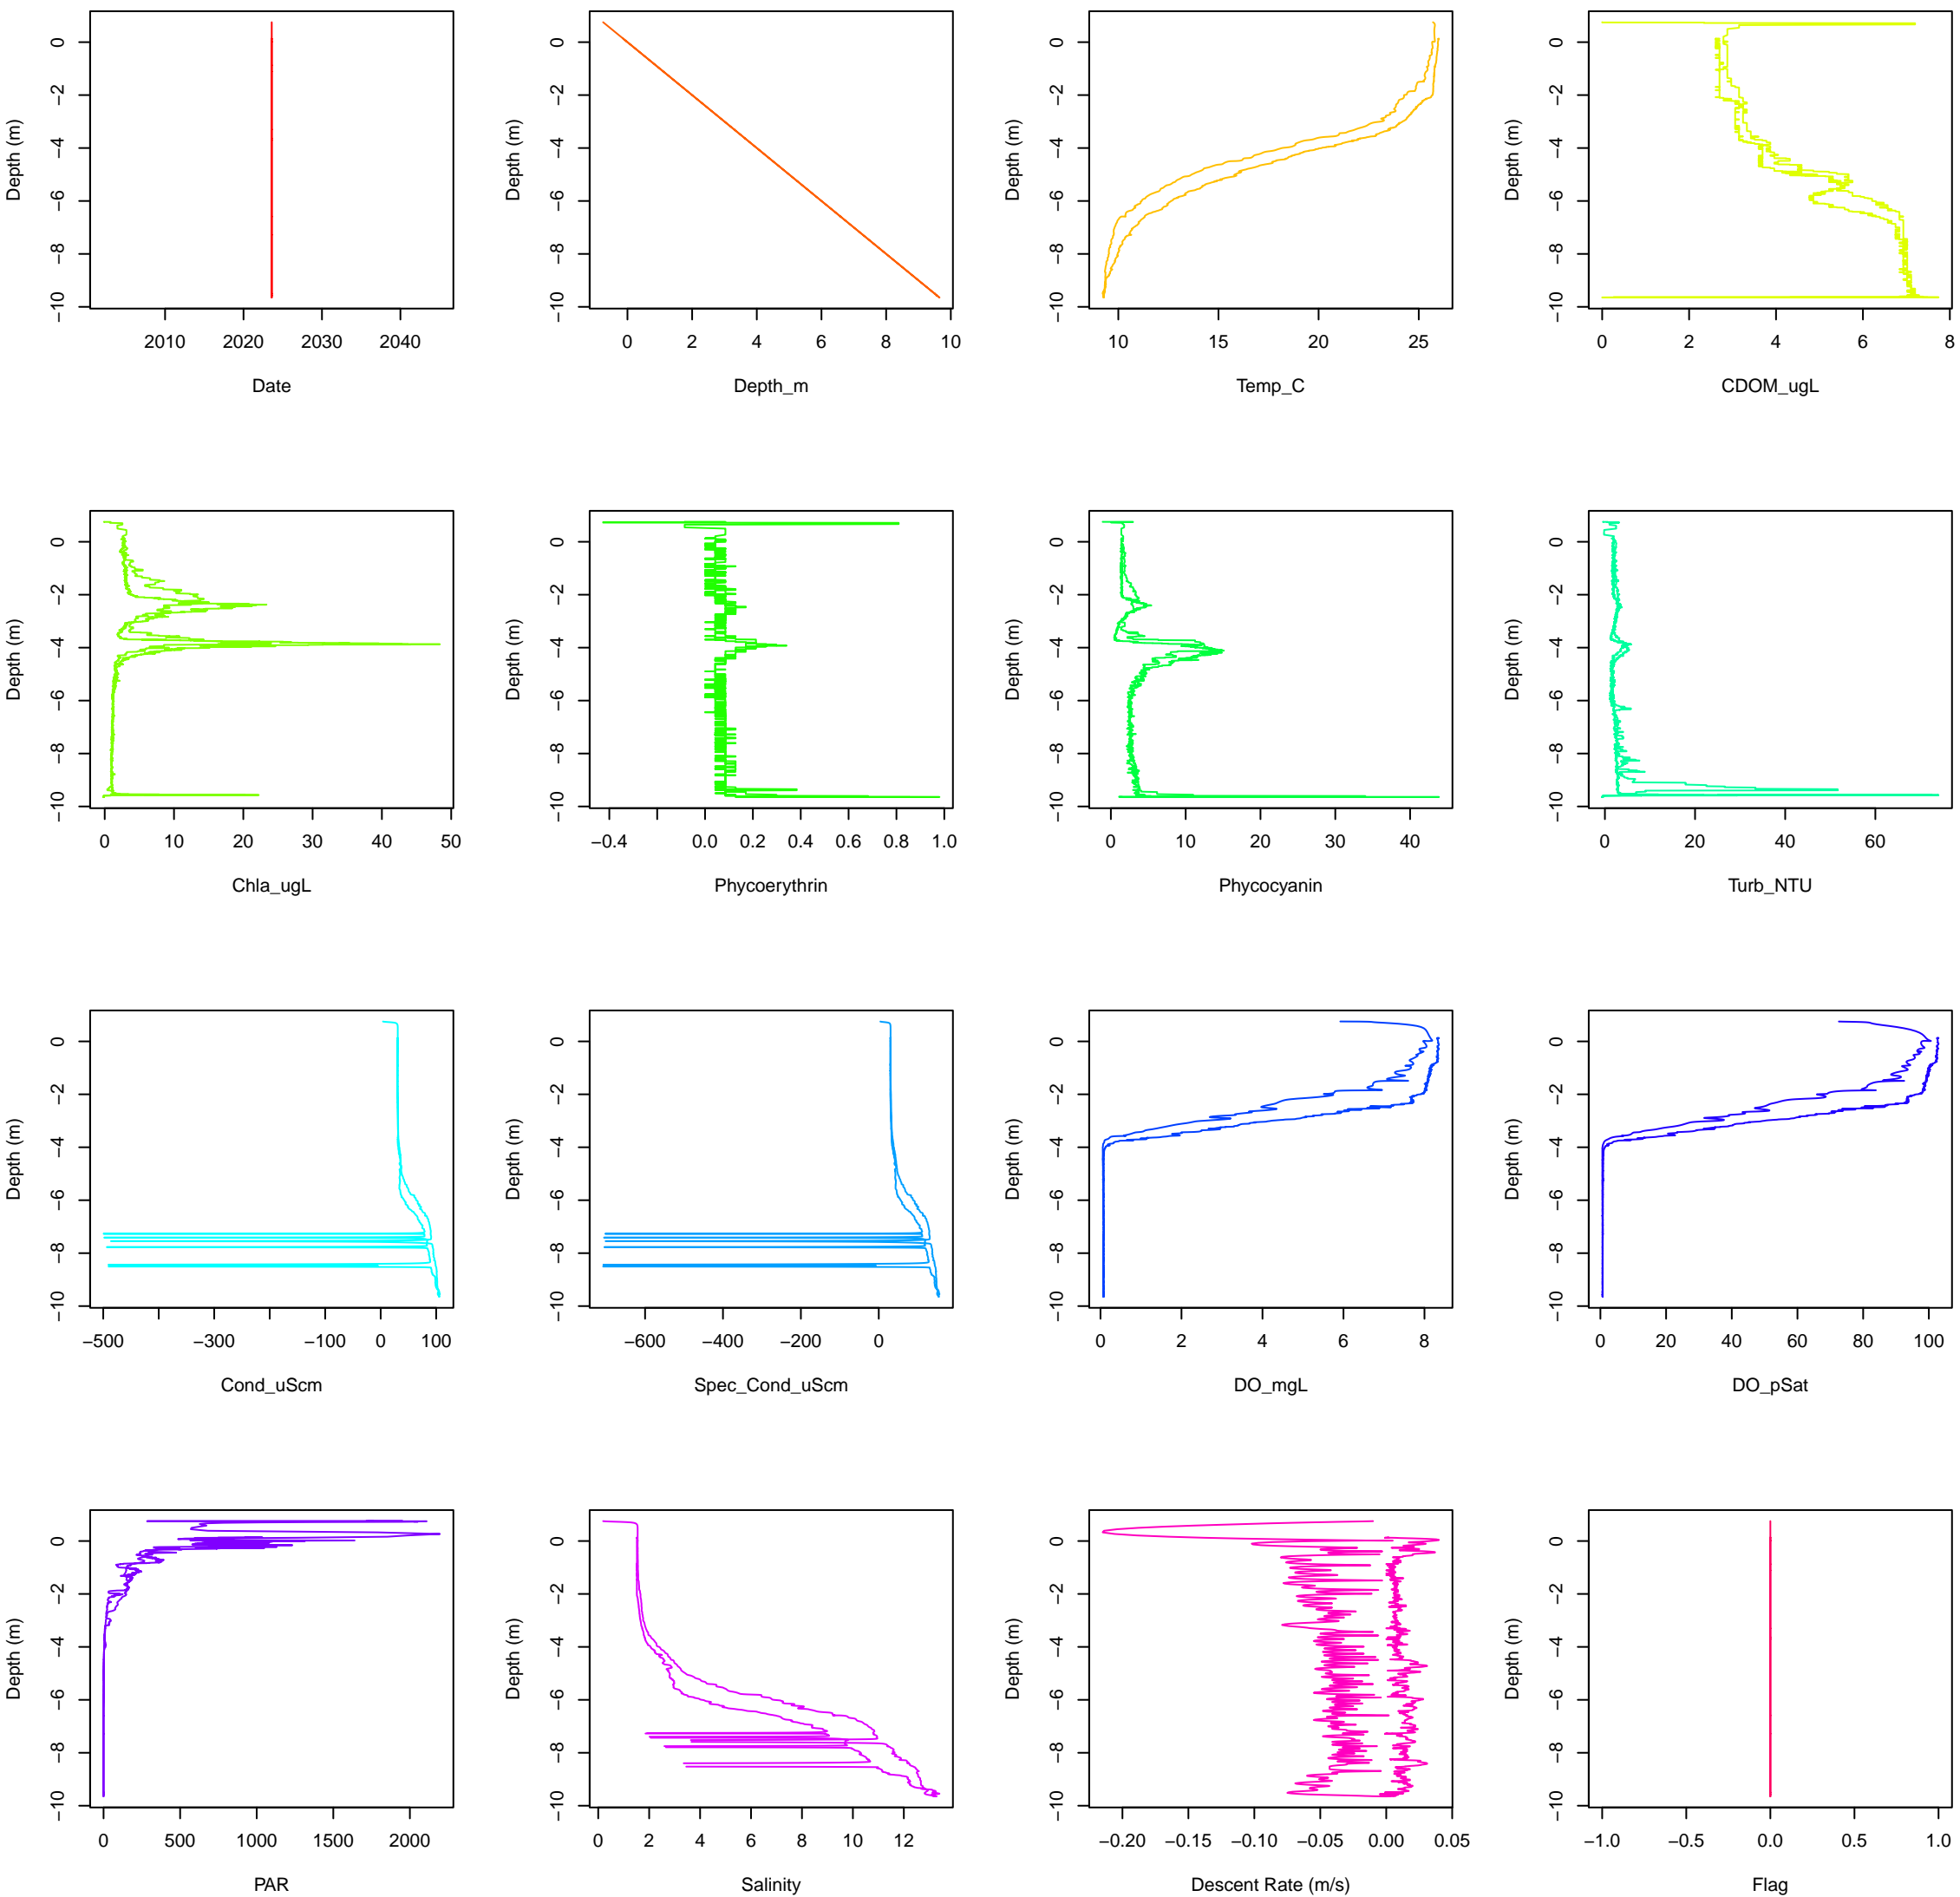 Depth (m)
0
−2
−4
−6
−8
−10
2010 2020 2030 2040
Date
Depth (m)
0
−2
−4
−6
−8
−10
0 2 4 6 8 10
Depth_m
Depth (m)
0
−2
−4
−6
−8
−10
10 15 20 25
Temp_C
Depth (m)
0
−2
−4
−6
−8
−10
0 2 4 6 8
CDOM_ugL
Depth (m)
0
−2
−4
−6
−8
−10
0 10 20 30 40 50
Chla_ugL
Depth (m)
0
−2
−4
−6
−8
−10
−0.4 0.0 0.2 0.4 0.6 0.8 1.0
Phycoerythrin
Depth (m)
0
−2
−4
−6
−8
−10
0 10 20 30 40
Phycocyanin
Depth (m)
0
−2
−4
−6
−8
−10
0 20 40 60
Turb_NTU
Depth (m)
0
−2
−4
−6
−8
−10
−500 −300 −100 0 100
Cond_uScm
Depth (m)
0
−2
−4
−6
−8
−10
−600 −400 −200 0
Spec_Cond_uScm
Depth (m)
0
−2
−4
−6
−8
−10
0 2 4 6 8
DO_mgL
Depth (m)
0
−2
−4
−6
−8
−10
0 20 40 60 80 100
DO_pSat
Depth (m)
0
−2
−4
−6
−8
−10
0 500 1000 1500 2000
PAR
Depth (m)
0
−2
−4
−6
−8
−10
0 2 4 6 8 10 12
Salinity
Depth (m)
0
−2
−4
−6
−8
−10
−0.20 −0.15 −0.10 −0.05 0.00 0.05
Descent Rate (m/s)
Depth (m)
0
−2
−4
−6
−8
−10
−1.0 −0.5 0.0 0.5 1.0
Flag